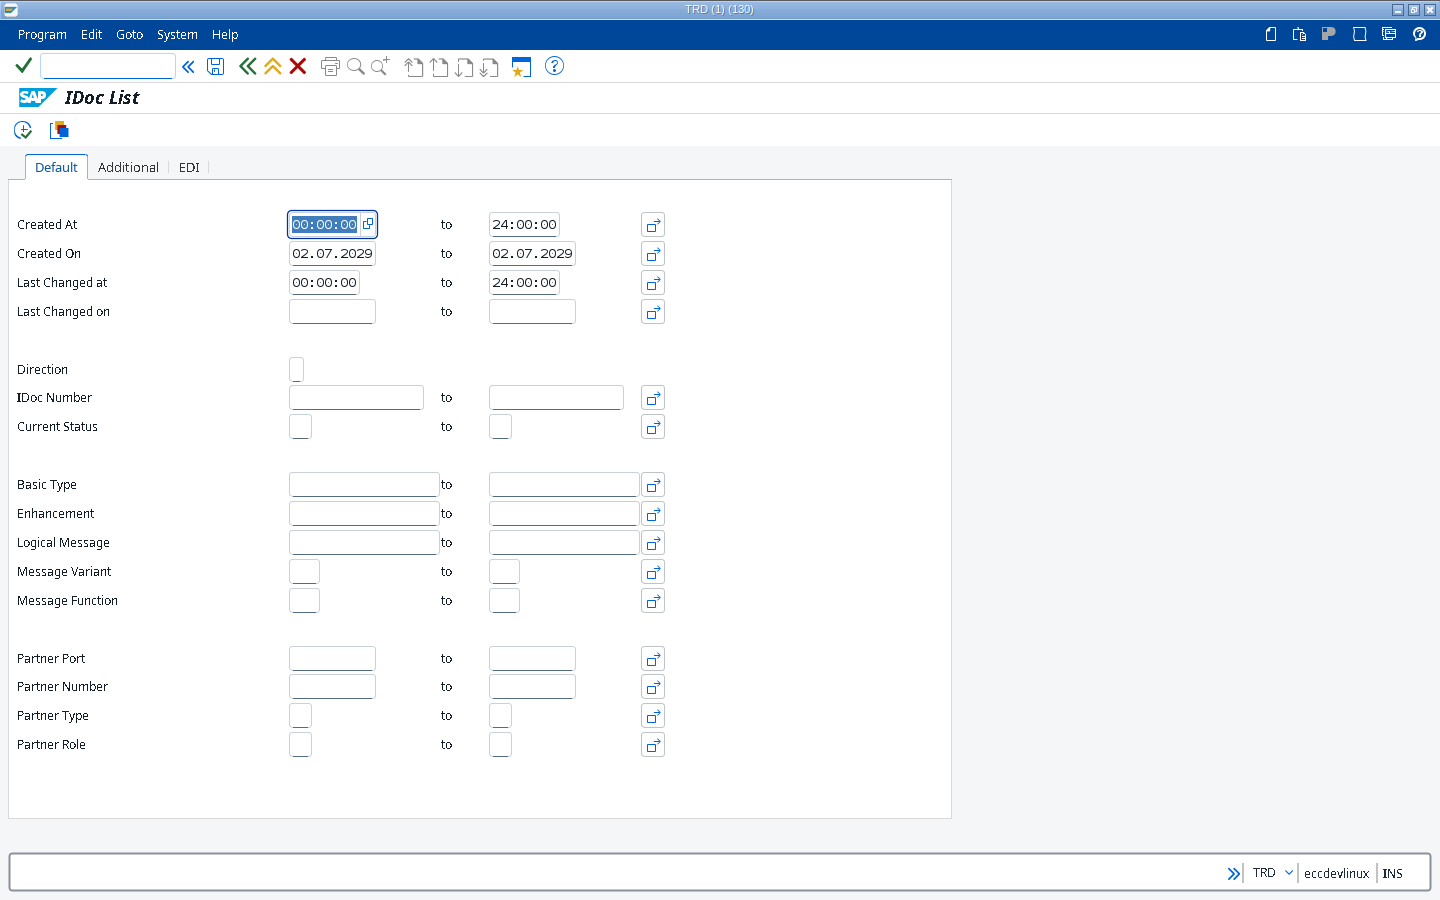 TRD (1) (130)
Program Edit Goto System Help
SAP IDoc List
Default Additional EDI
Created At 00:00:00 to 24:00:00
Created On 02.07.2029 to 02.07.2029
Last Changed at 00:00:00 to 24:00:00
Last Changed on to
Direction
IDoc Number to
Current Status to
Basic Type to
Enhancement to
Logical Message to
Message Variant to
Message Function to
Partner Port to
Partner Number to
Partner Type to
Partner Role to
TRD eccdevlinux INS